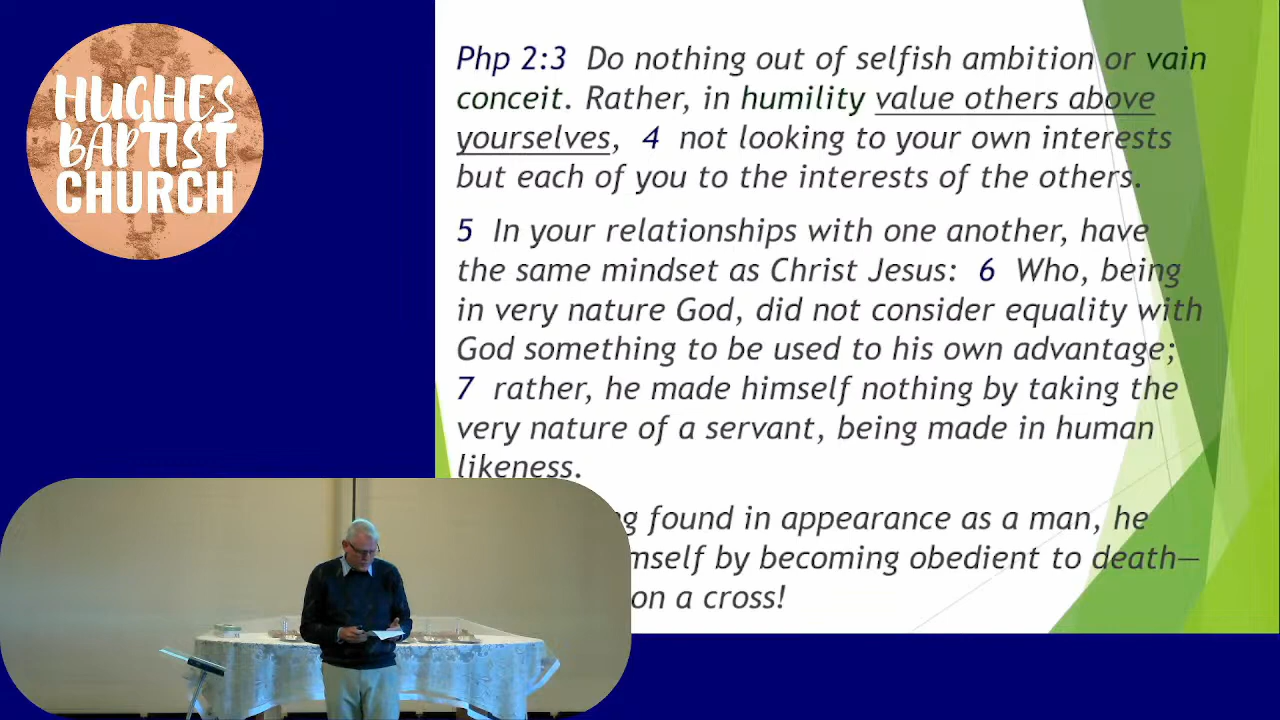 HUGHES
BAPTIST
CHURCH
Php 2:3 Do nothing out of selfish ambition or vain
conceit. Rather, in humility value others above
yourselves, 4 not looking to your own interests
but each of you to the interests of the others.
5 In your relationships with one another, have
the same mindset as Christ Jesus: 6 Who, being
in very nature God, did not consider equality with
God something to be used to his own advantage;
7 rather, he made himself nothing by taking the
very nature of a servant, being made in human
likeness.
found in appearance as a man, he
by becoming obedient to death—
on a cross!